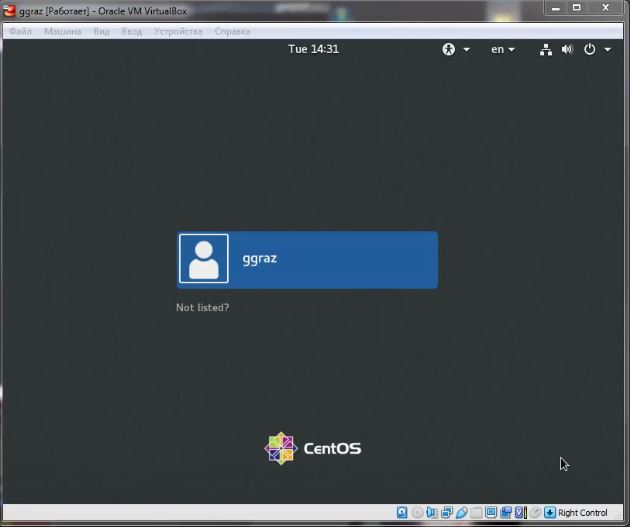 ggraz [Работает] - Oracle VM VirtualBox
Файл Машина Вид Ввод Устройства Справка
Tue 14:31 en
ggraz
Not listed?
CentOS
Right Control